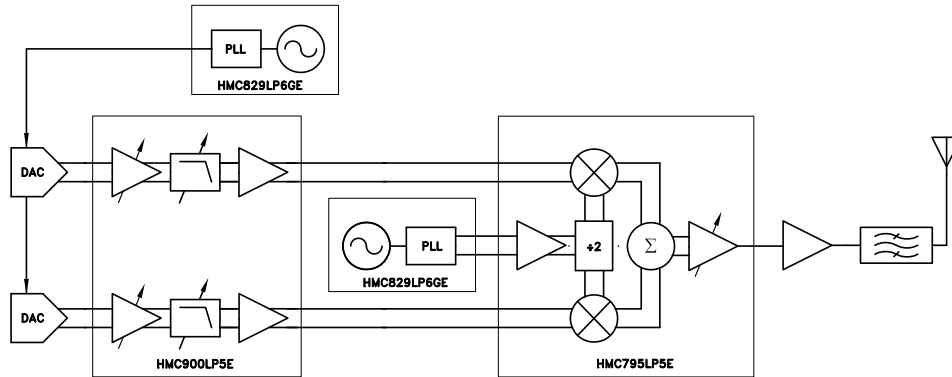 PLL
HMC829LP6GE
DAC
PLL
÷2
Σ
HMC829LP6GE
DAC
HMC900LP5E
HMC795LP5E